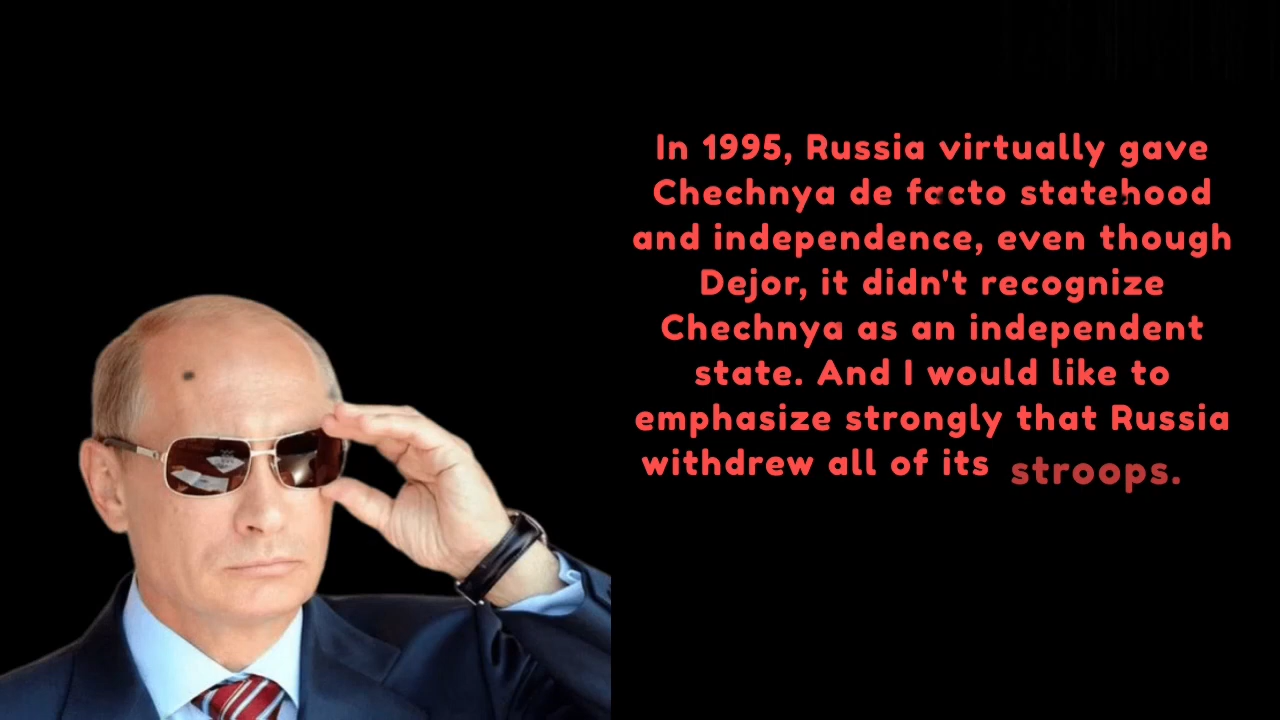 In 1995, Russia virtually gave
Chechnya de facto statehood
and independence, even though
Dejor, it didn't recognize
Chechnya as an independent
state. And I would like to
emphasize strongly that Russia
withdrew all of its stroops.